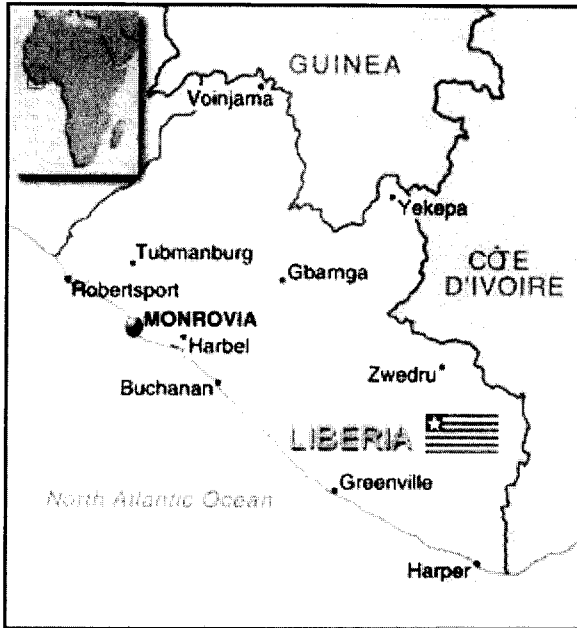 GUINEA
Voinjama
Yekepa
Tubmanburg
Gbarnga
CÔTE
D'IVOIRE
Robertsport
MONROVIA
Harbel
Zwedru
Buchanan
LIBERIA
Greenville
North Atlantic Ocean
Harper